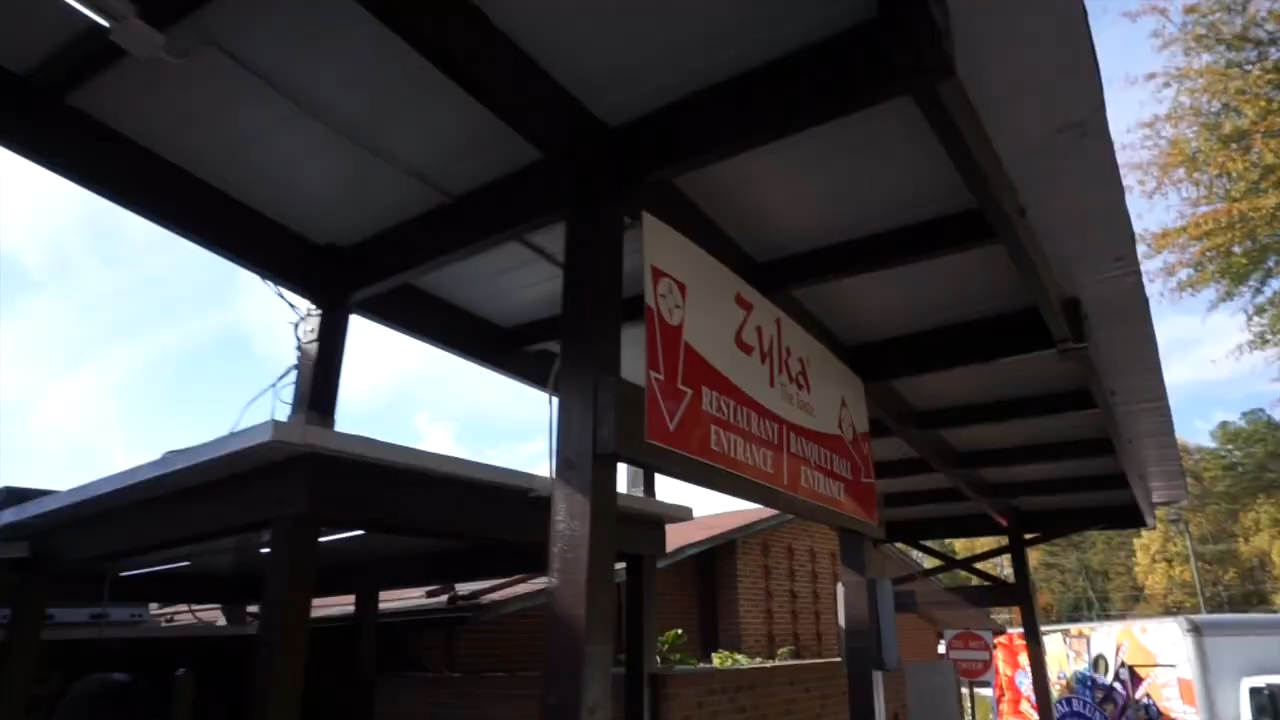 Zyka
The Taste
RESTAURANT
ENTRANCE
BANQUET HALL
ENTRANCE
DO NOT
ENTER